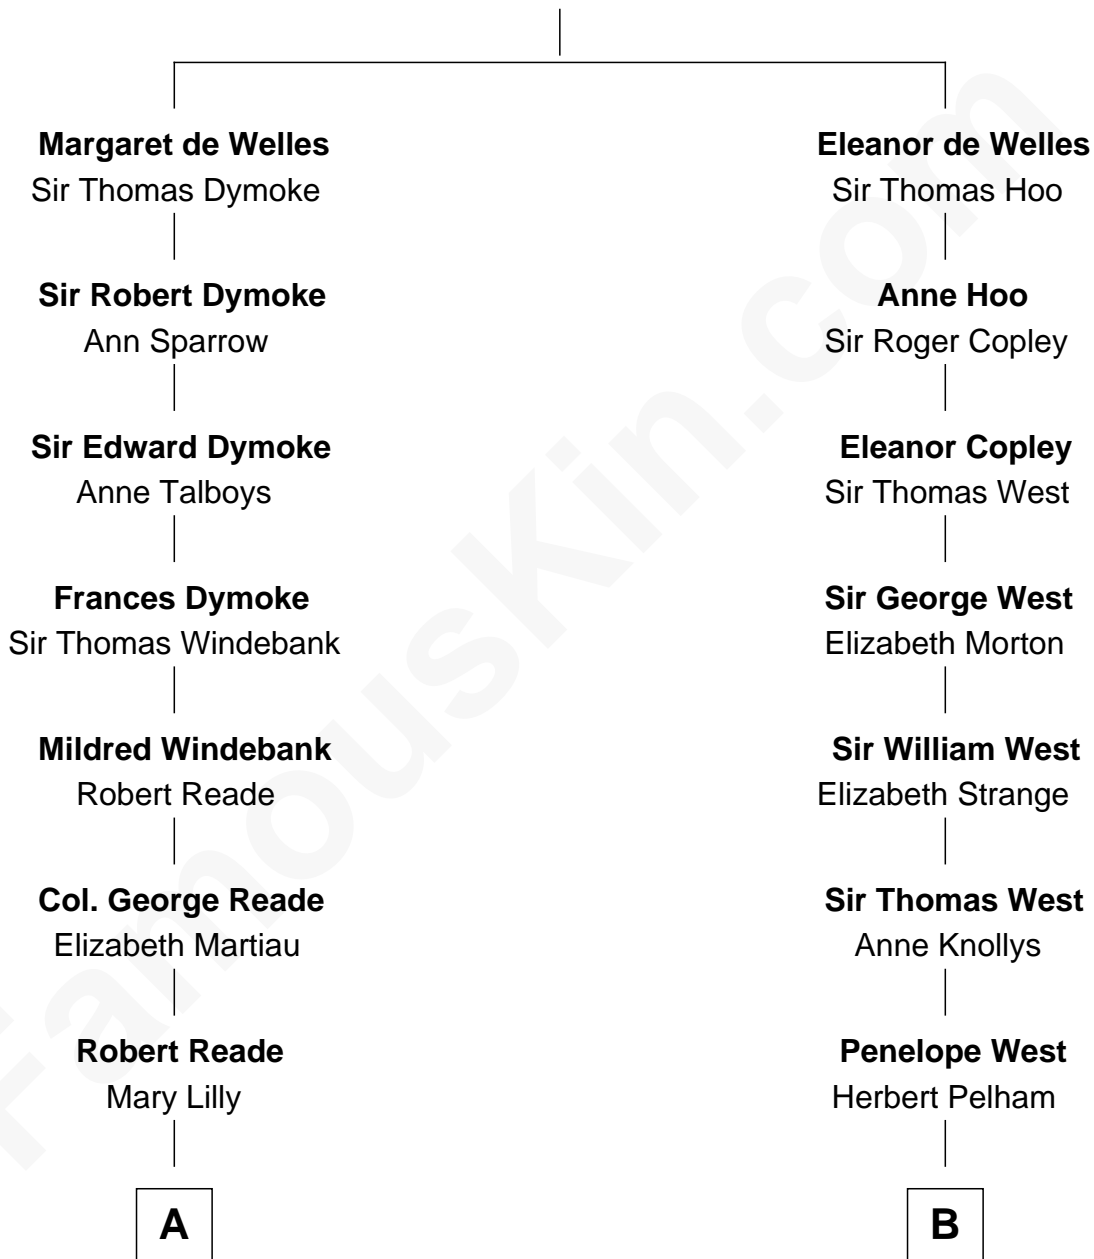 Margaret de Welles
Sir Thomas Dymoke
Sir Robert Dymoke
Ann Sparrow
Sir Edward Dymoke
Anne Talboys
Frances Dymoke
Sir Thomas Windebank
Mildred Windebank
Robert Reade
Col. George Reade
Elizabeth Martiau
Robert Reade
Mary Lilly
A
Eleanor de Welles
Sir Thomas Hoo
Anne Hoo
Sir Roger Copley
Eleanor Copley
Sir Thomas West
Sir George West
Elizabeth Morton
Sir William West
Elizabeth Strange
Sir Thomas West
Anne Knollys
Penelope West
Herbert Pelham
B
FamousKin.com